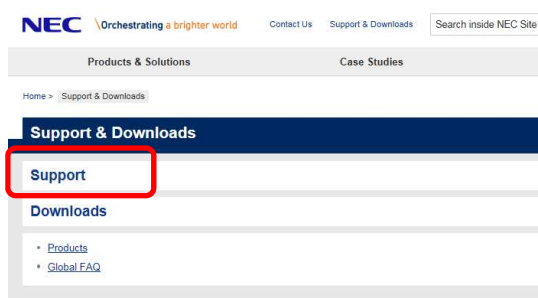 NEC \Orchestrating a brighter world Contact Us Support & Downloads Search inside NEC Site
Products & Solutions Case Studies
Home > Support & Downloads
Support & Downloads
Support
Downloads
• Products
• Global FAQ